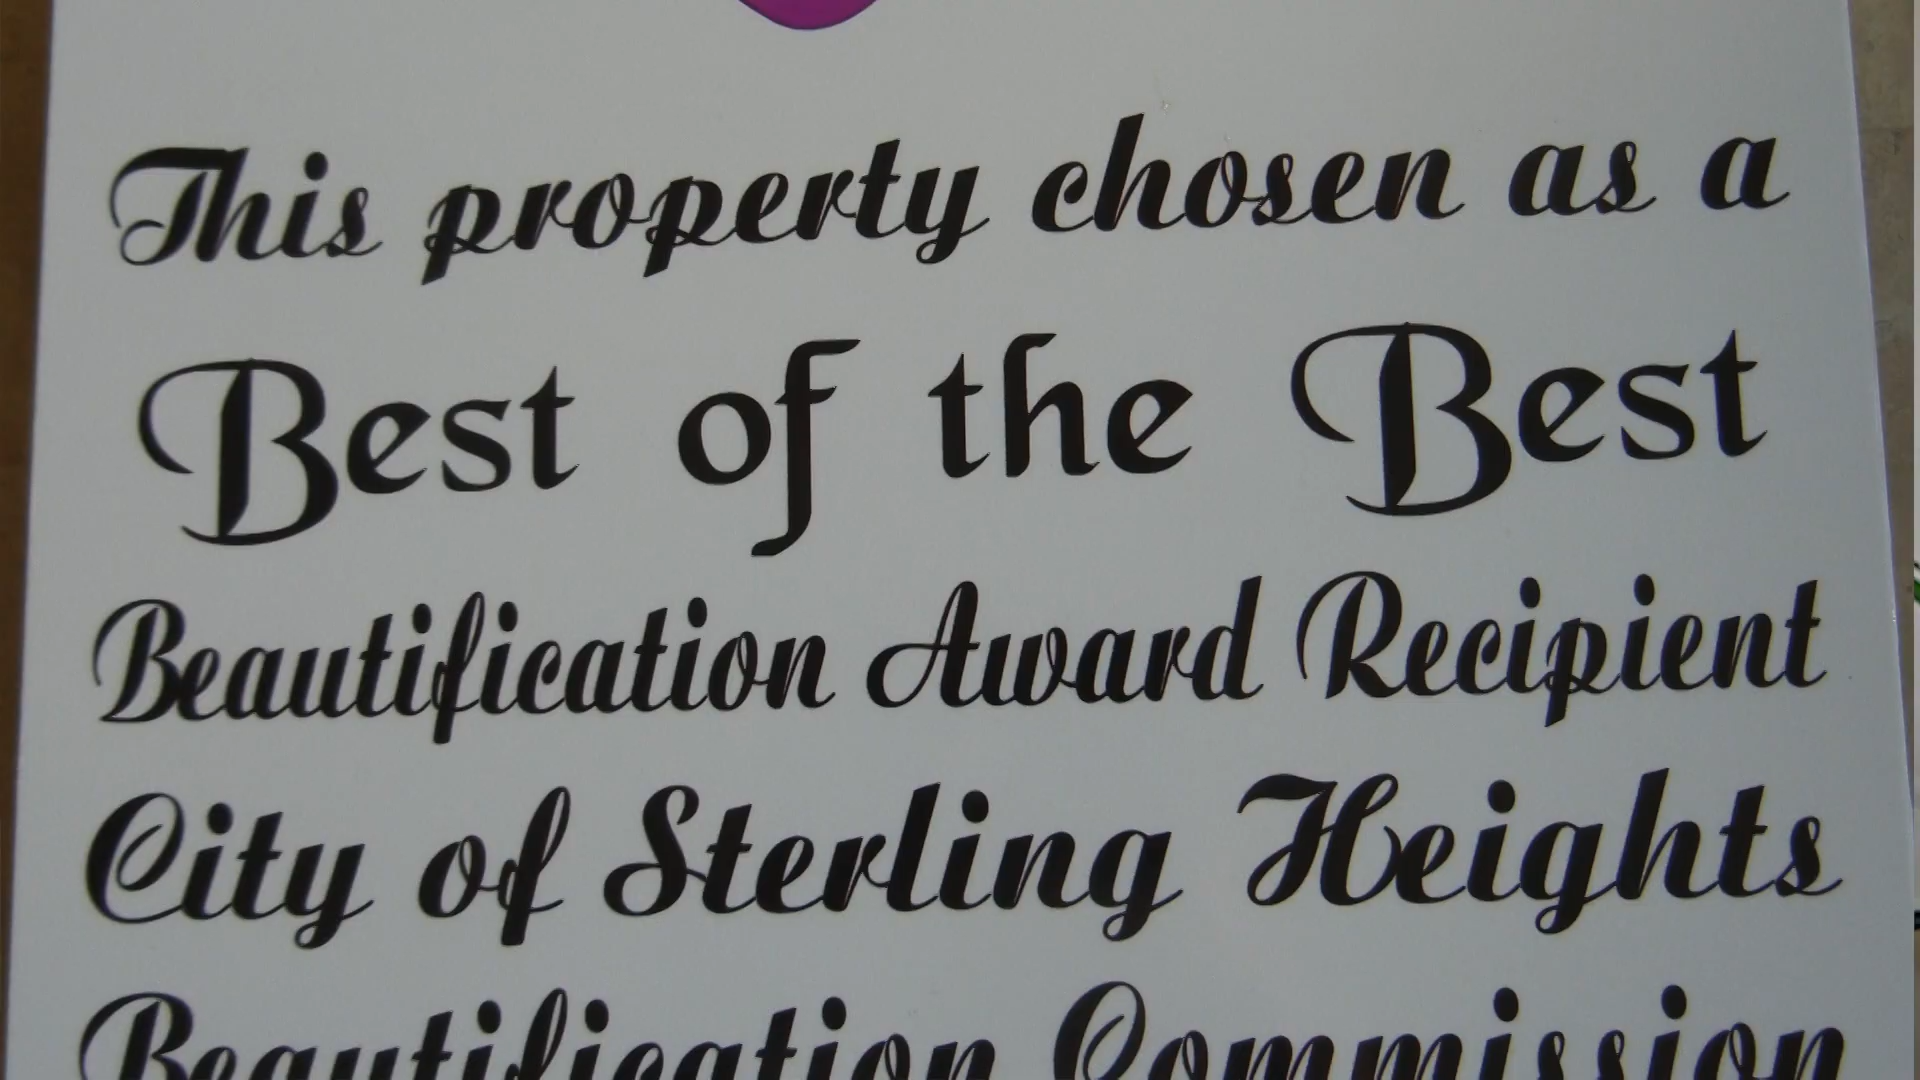 This property chosen as a
Best of the Best
Beautification Award Recipient
City of Sterling Heights
Beautification Commission